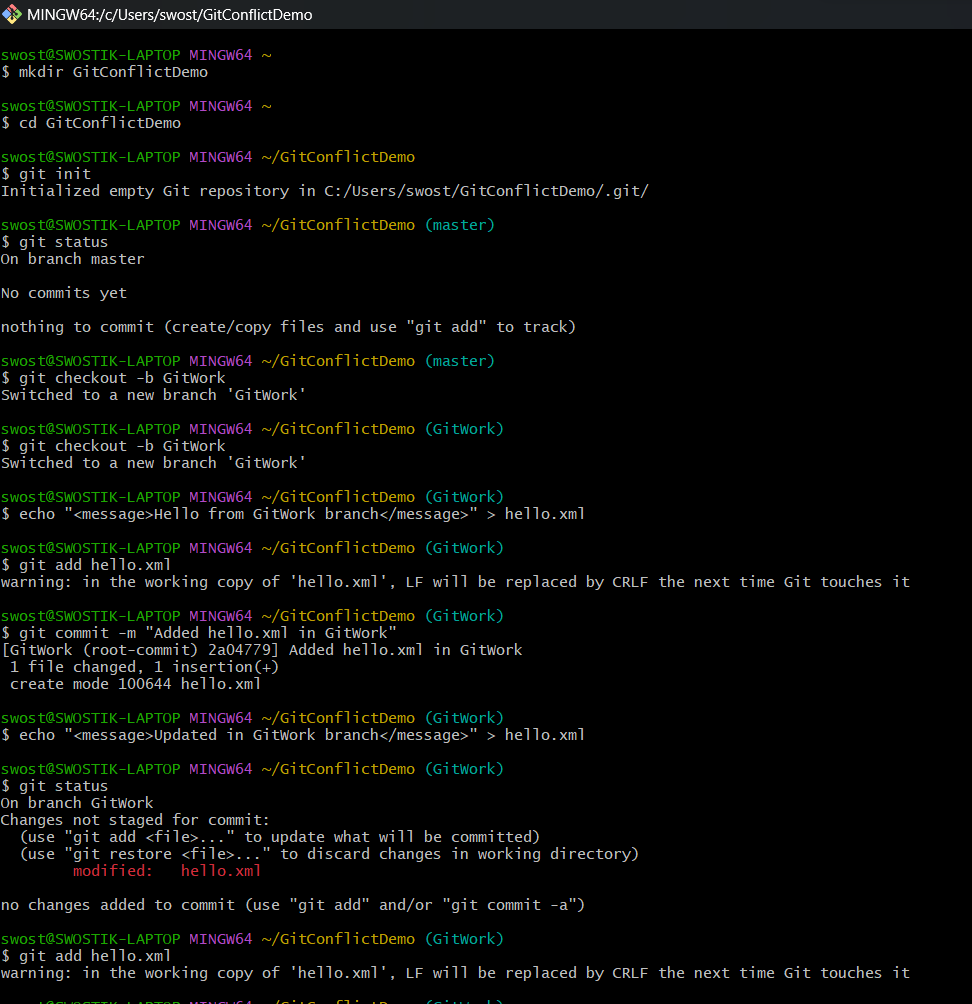 MINGW64:/c/Users/swost/GitConflictDemo
swost@SWOSTIK-LAPTOP MINGW64 ~
$ mkdir GitConflictDemo
swost@SWOSTIK-LAPTOP MINGW64 ~
$ cd GitConflictDemo
swost@SWOSTIK-LAPTOP MINGW64 ~/GitConflictDemo
$ git init
Initialized empty Git repository in C:/Users/swost/GitConflictDemo/.git/
swost@SWOSTIK-LAPTOP MINGW64 ~/GitConflictDemo (master)
$ git status
On branch master
No commits yet
nothing to commit (create/copy files and use "git add" to track)
swost@SWOSTIK-LAPTOP MINGW64 ~/GitConflictDemo (master)
$ git checkout -b GitWork
Switched to a new branch 'GitWork'
swost@SWOSTIK-LAPTOP MINGW64 ~/GitConflictDemo (GitWork)
$ git checkout -b GitWork
Switched to a new branch 'GitWork'
swost@SWOSTIK-LAPTOP MINGW64 ~/GitConflictDemo (GitWork)
$ echo "<message>Hello from GitWork branch</message>" > hello.xml
swost@SWOSTIK-LAPTOP MINGW64 ~/GitConflictDemo (GitWork)
$ git add hello.xml
warning: in the working copy of 'hello.xml', LF will be replaced by CRLF the next time Git touches it
swost@SWOSTIK-LAPTOP MINGW64 ~/GitConflictDemo (GitWork)
$ git commit -m "Added hello.xml in GitWork"
[GitWork (root-commit) 2a04779] Added hello.xml in GitWork
1 file changed, 1 insertion(+)
create mode 100644 hello.xml
swost@SWOSTIK-LAPTOP MINGW64 ~/GitConflictDemo (GitWork)
$ echo "<message>Updated in GitWork branch</message>" > hello.xml
swost@SWOSTIK-LAPTOP MINGW64 ~/GitConflictDemo (GitWork)
$ git status
On branch GitWork
Changes not staged for commit:
(use "git add <file>..." to update what will be committed)
(use "git restore <file>..." to discard changes in working directory)
modified: hello.xml
no changes added to commit (use "git add" and/or "git commit -a")
swost@SWOSTIK-LAPTOP MINGW64 ~/GitConflictDemo (GitWork)
$ git add hello.xml
warning: in the working copy of 'hello.xml', LF will be replaced by CRLF the next time Git touches it